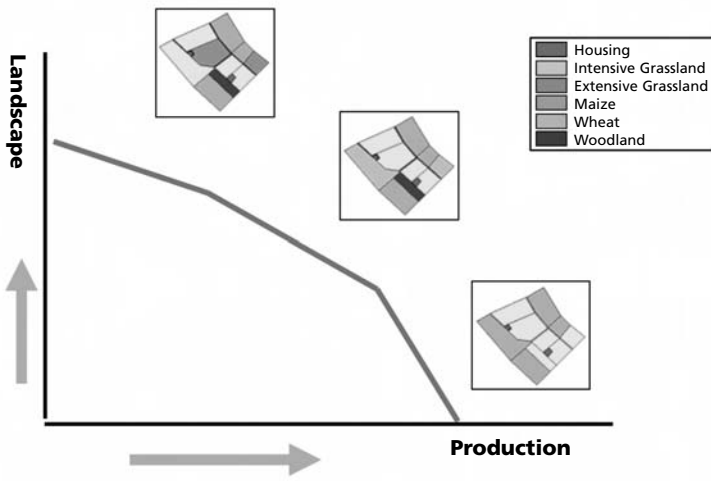 Landscape
Housing
Intensive Grassland
Extensive Grassland
Maize
Wheat
Woodland
Production